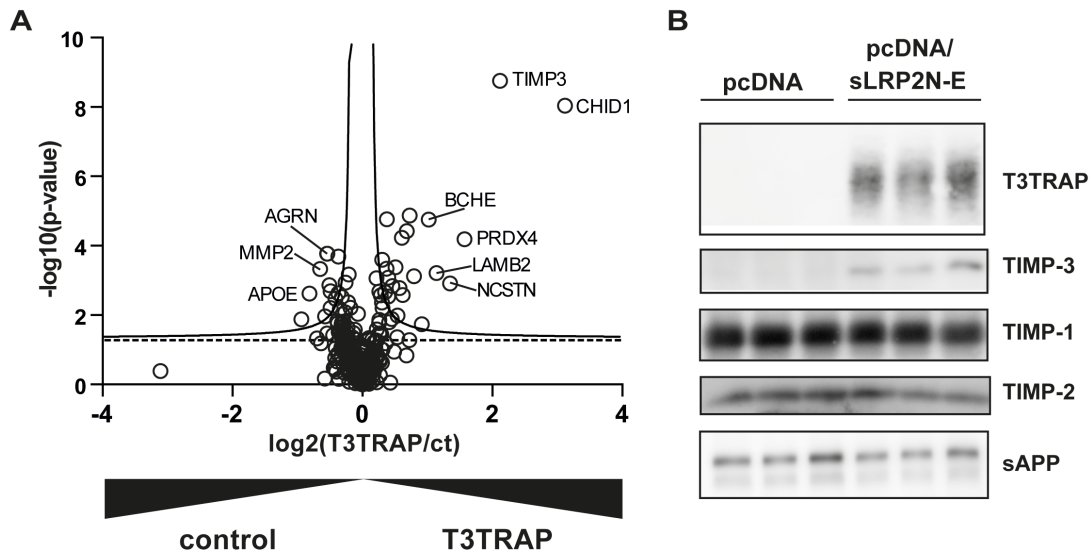 A
10
8
6
4
2
0
-log10(p-value)
TIMP3
CHID1
BCHE
AGRN
PRDX4
MMP2
LAMB2
APOE
NCSTN
-4 -2 0 2 4
log2(T3TRAP/ct)
control T3TRAP
B
pcDNA/
pcDNA sLRP2N-E
T3TRAP
TIMP-3
TIMP-1
TIMP-2
sAPP